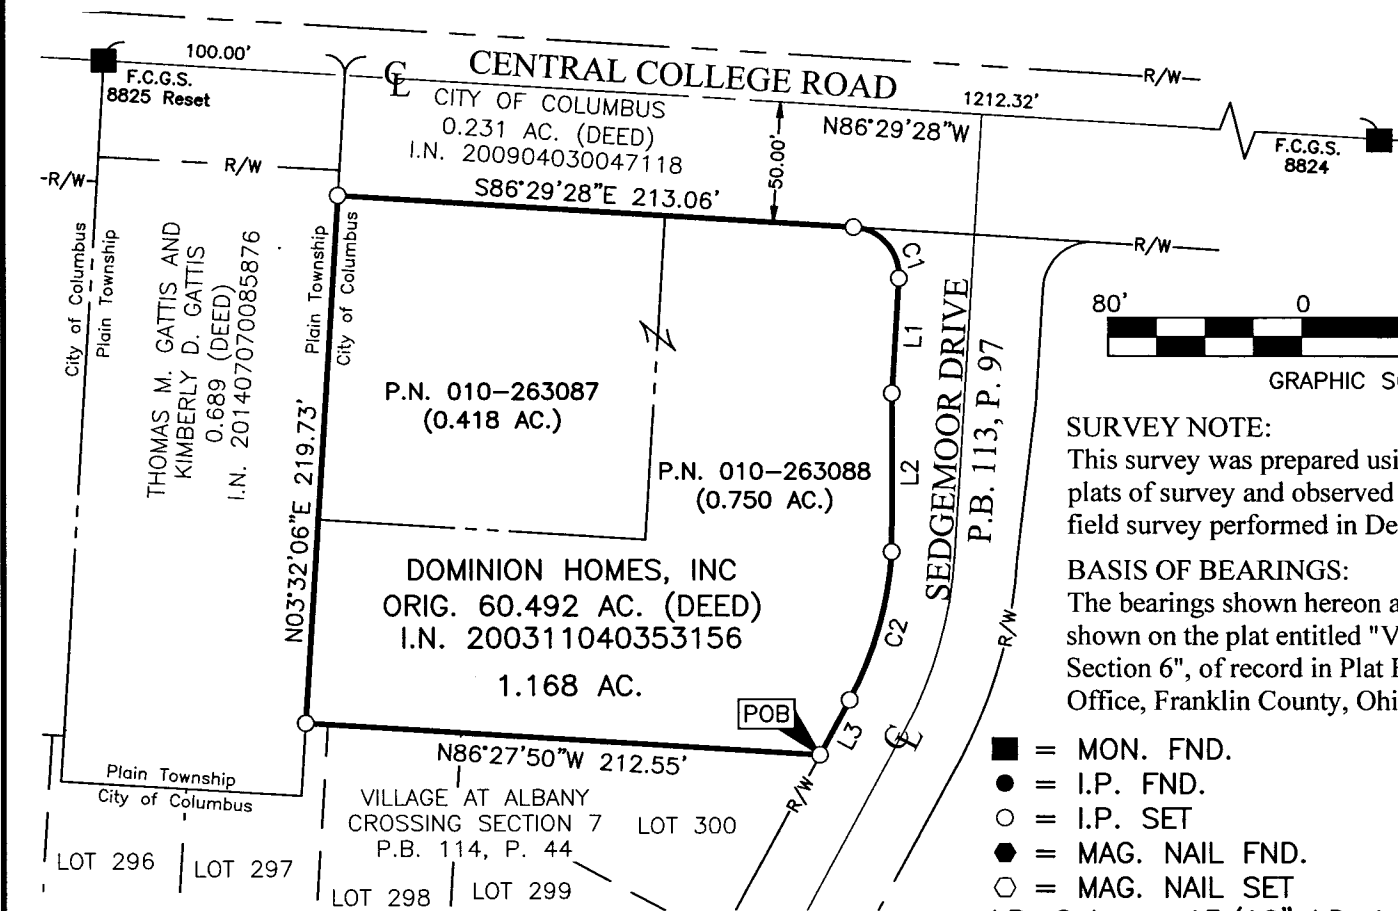 100.00'
F.C.G.S.
8825 Reset
CL
CENTRAL COLLEGE ROAD
R/W
CITY OF COLUMBUS
0.231 AC. (DEED)
I.N. 200904030047118
1212.32'
N86°29'28"W
50.00'
F.C.G.S.
8824
R/W
R/W
S86°29'28"E 213.06'
R/W
City of Columbus
Plain Township
THOMAS M. GATTIS AND
KIMBERLY D. GATTIS
0.689 (DEED)
I.N. 201407070085876
Plain Township
City of Columbus
N03°32'06"E 219.73'
C1
L1
L2
C2
L3
P.N. 010-263087
(0.418 AC.)
P.N. 010-263088
(0.750 AC.)
SEDGEMOOR DRIVE
P.B. 113, P. 97
80'
0
GRAPHIC S
SURVEY NOTE:
This survey was prepared usi
plats of survey and observed
field survey performed in De
BASIS OF BEARINGS:
The bearings shown hereon a
shown on the plat entitled "V
Section 6", of record in Plat
Office, Franklin County, Ohi
DOMINION HOMES, INC
ORIG. 60.492 AC. (DEED)
I.N. 200311040353156
1.168 AC.
POB
R/W
CL
R/W
N86°27'50"W 212.55'
Plain Township
City of Columbus
VILLAGE AT ALBANY
CROSSING SECTION 7
P.B. 114, P. 44
LOT 300
LOT 296
LOT 297
LOT 298
LOT 299
= MON. FND.
= I.P. FND.
= I.P. SET
= MAG. NAIL FND.
= MAG. NAIL SET